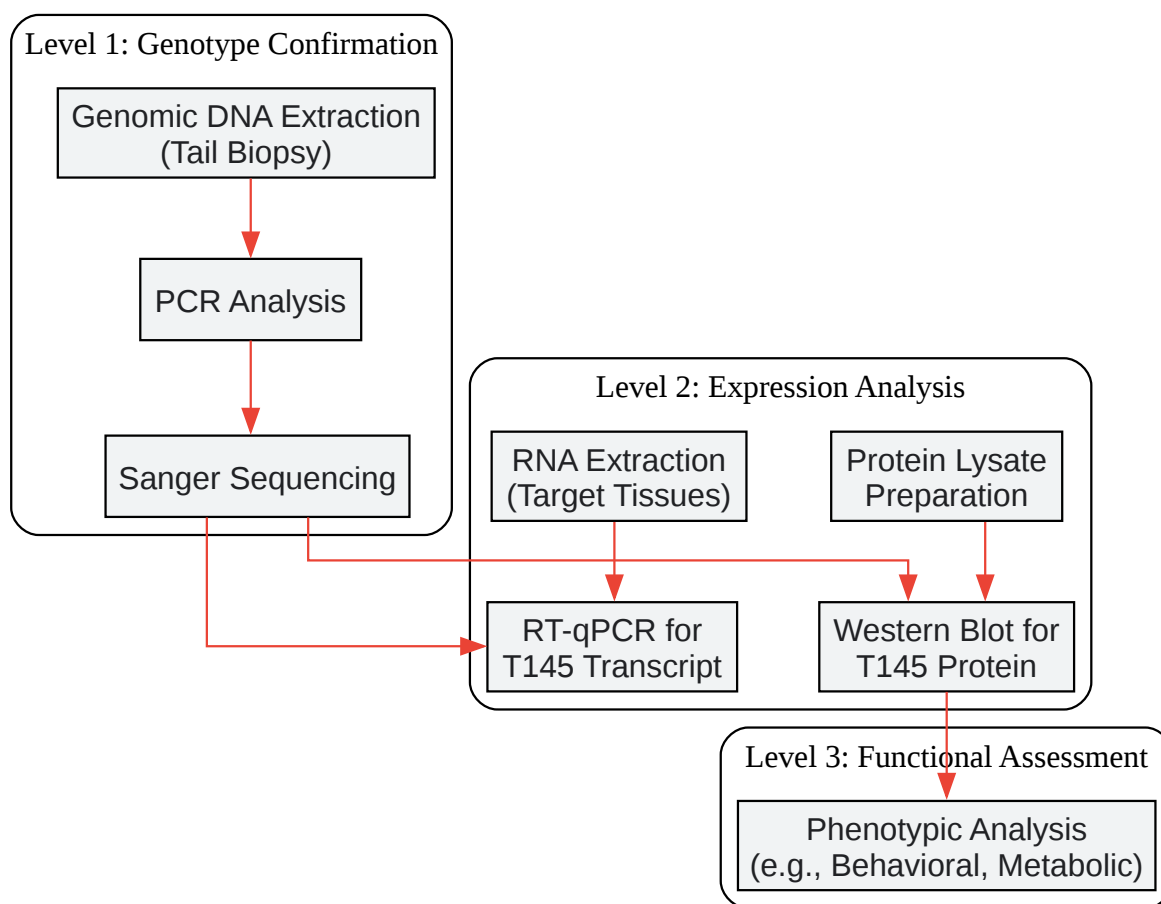 Level 1: Genotype Confirmation
Genomic DNA Extraction
(Tail Biopsy)
PCR Analysis
Sanger Sequencing
Level 2: Expression Analysis
RNA Extraction
(Target Tissues)
Protein Lysate
Preparation
RT-qPCR for
T145 Transcript
Western Blot for
T145 Protein
Level 3: Functional Assessment
Phenotypic Analysis
(e.g., Behavioral, Metabolic)